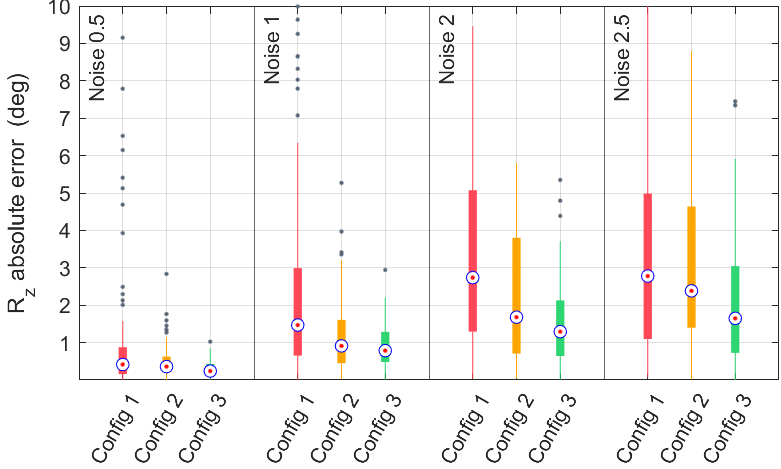 10
9
8
7
6
5
4
3
2
1
R_z absolute error (deg)
Noise 0.5
Noise 1
Noise 2
Noise 2.5
Config 1
Config 2
Config 3
Config 1
Config 2
Config 3
Config 1
Config 2
Config 3
Config 1
Config 2
Config 3